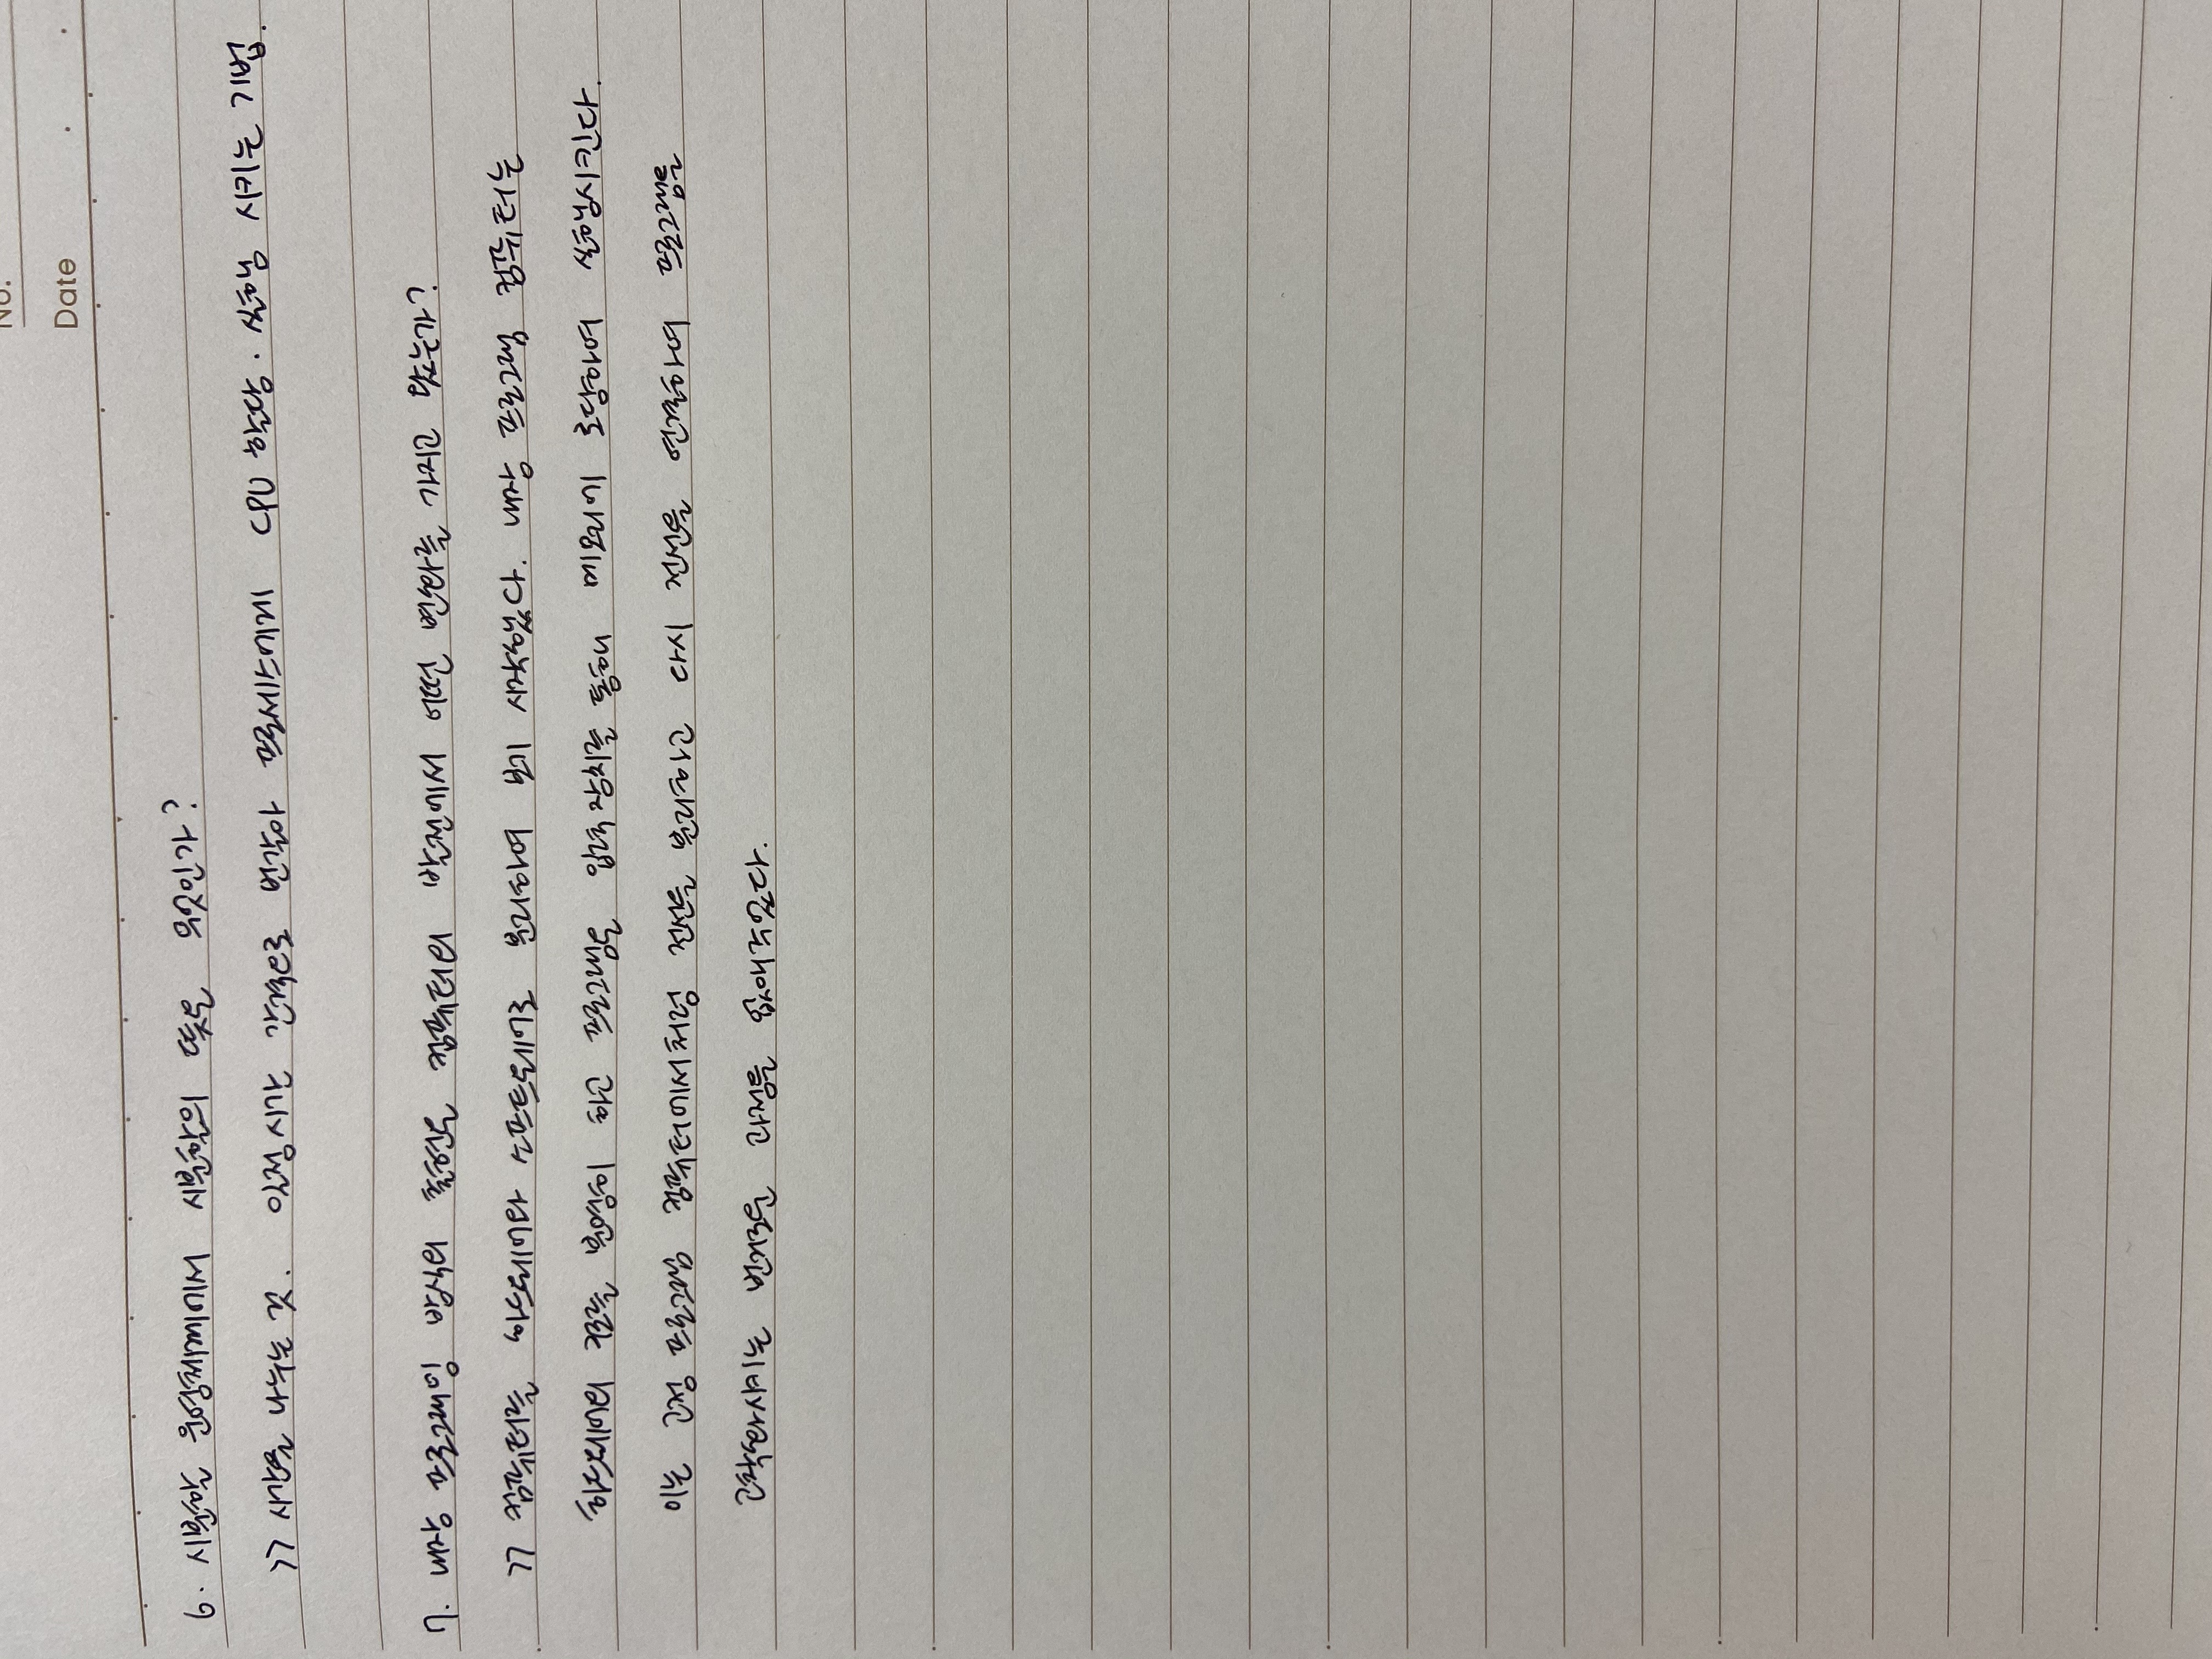 No.
Date
6. 시분할 운영체제에서 시분할의 뜻은 무엇인가?
>> 시간을 나누는 것. 일정 시간 간격으로 번갈아 프로세스에게 CPU 할당·실행 시키는 기법.
7. 내장 프로그래밍 방식의 출현은 컴퓨터의 발전에서 어떤 변화를 가지고 왔는가?
>> 컴퓨터를 하드웨어와 소프트웨어로 분리하여 보기 시작했다. 내장 프로그램 컴퓨터는
하드웨어의 회로를 분명히 하고 프로그램은 입력 장치를 통해 메모리에 로딩하여 실행시킨다.
이는 고정 프로그램 컴퓨터에서처럼 전선을 분리하고 다시 전선을 연결하여 프로그램을
고착화시키는 번거로운 과정을 없애주었다.